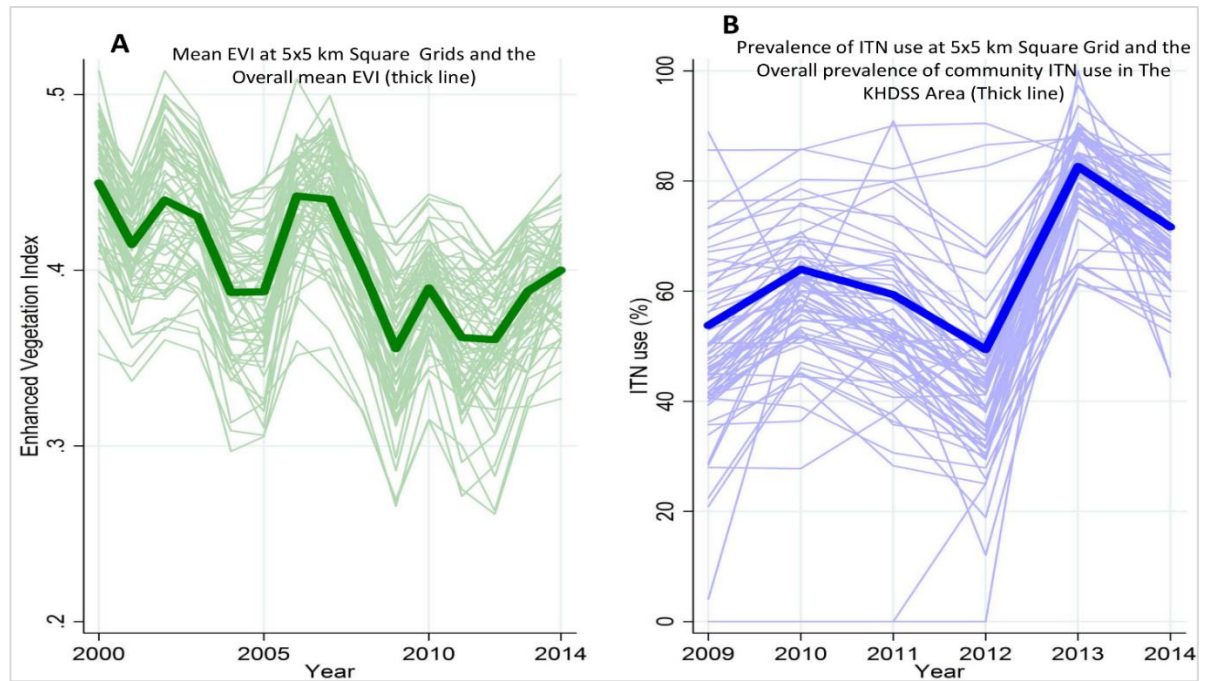 A
Mean EVI at 5x5 km Square Grids and the
Overall mean EVI (thick line)
Enhanced Vegetation Index
.5
.4
.3
.2
2000
2005
2010
2014
Year
B
Prevalence of ITN use at 5x5 km Square Grid and the
Overall prevalence of community ITN use in The
KHDSS Area (Thick line)
ITN use (%)
100
80
60
40
20
0
2009
2010
2011
2012
2013
2014
Year